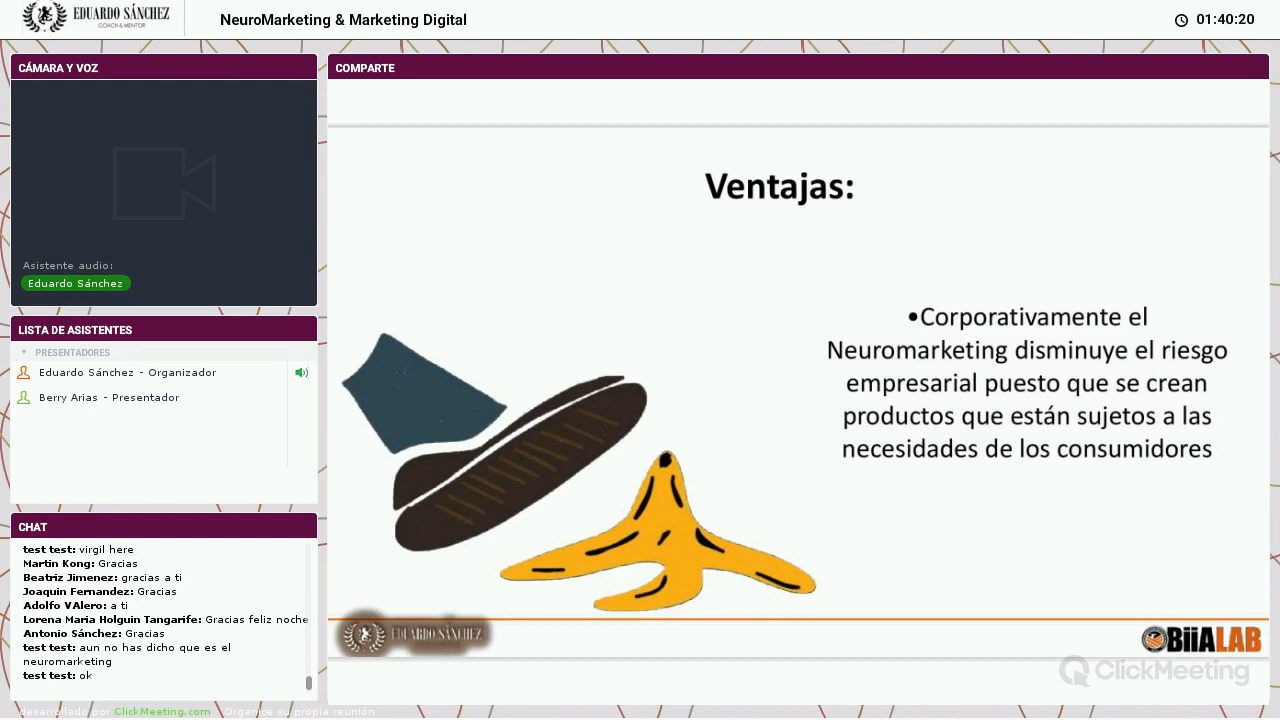 EDUARDO SÁNCHEZ
COACH & MENTOR
NeuroMarketing & Marketing Digital
01:40:20
CÁMARA Y VOZ
Asistente audio:
Eduardo Sánchez
LISTA DE ASISTENTES
PRESENTADORES
Eduardo Sánchez - Organizador
Berry Arias - Presentador
CHAT
test test: virgil here
Martin Kong: Gracias
Beatriz Jimenez: gracias a ti
Joaquin Fernandez: Gracias
Adolfo VAlero: a ti
Lorena Maria Holguin Tangarife: Gracias feliz noche
Antonio Sánchez: Gracias
test test: aun no has dicho que es el
neuromarketing
test test: ok
desarrollado por ClickMeeting.com - Organice su propia reunión
COMPARTE
Ventajas:
•Corporativamente el
Neuromarketing disminuye el riesgo
empresarial puesto que se crean
productos que están sujetos a las
necesidades de los consumidores
EDUARDO SÁNCHEZ
BiiALAB
ClickMeeting